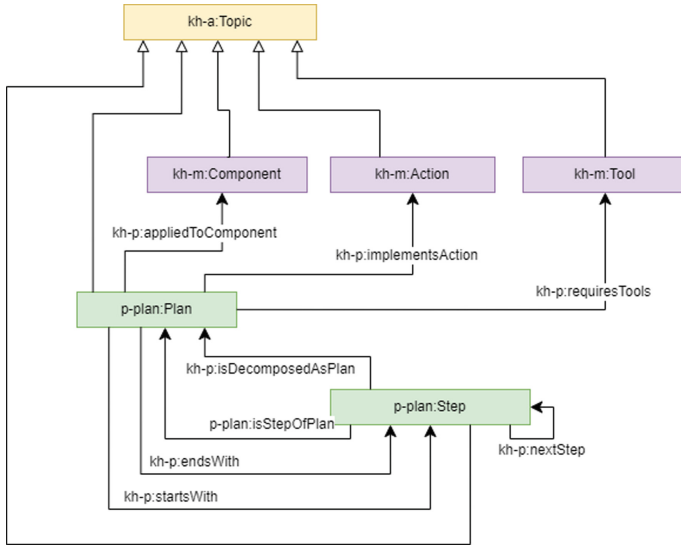 kh-a:Topic
kh-m:Component
kh-m:Action
kh-m:Tool
kh-p:appliedToComponent
kh-p:implementsAction
kh-p:requiresTools
p-plan:Plan
kh-p:isDecomposedAsPlan
p-plan:Step
p-plan:isStepOfPlan
kh-p:nextStep
kh-p:endsWith
kh-p:startsWith